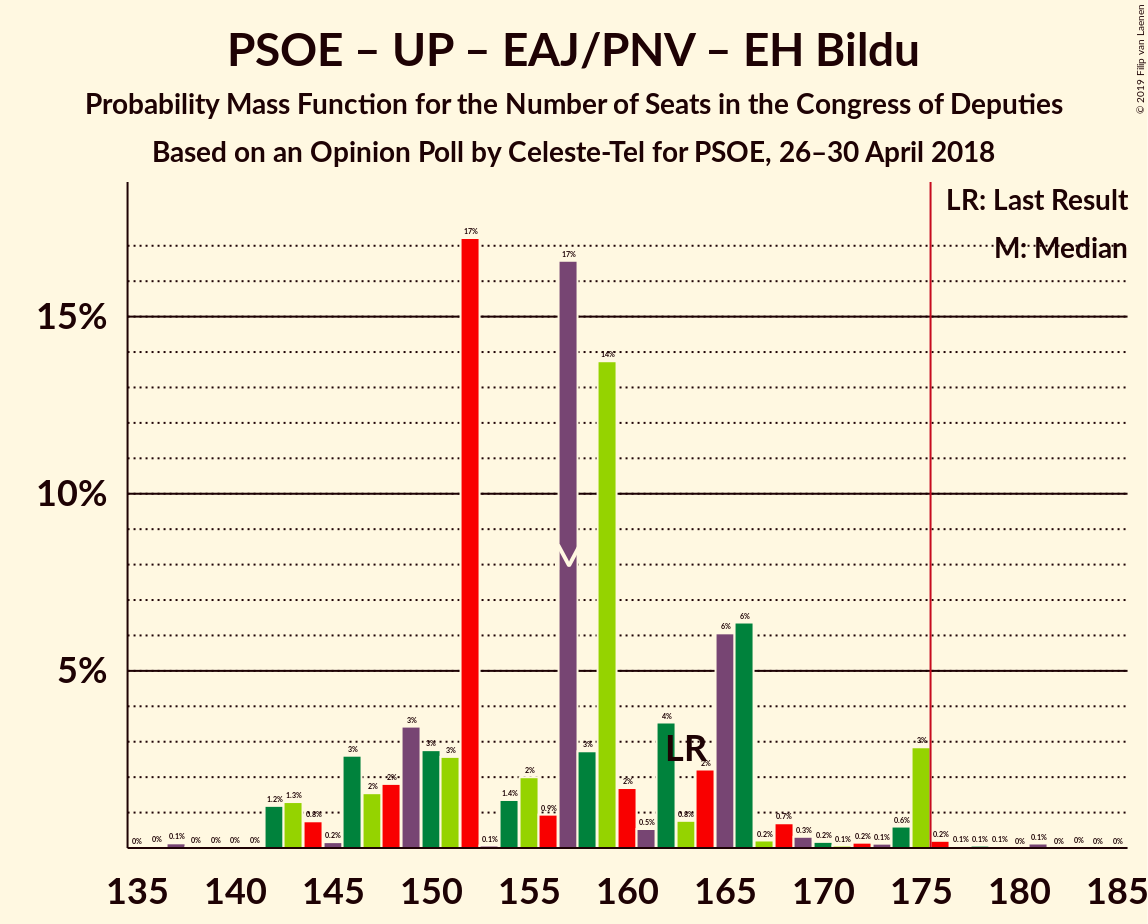 PSOE – UP – EAJ/PNV – EH Bildu
Probability Mass Function for the Number of Seats in the Congress of Deputies
Based on an Opinion Poll by Celeste-Tel for PSOE, 26–30 April 2018
© 2019 Filip van Laenen
LR: Last Result
M: Median
15%
10%
5%
0% 0% 0.1% 0% 0% 0% 0% 1.2% 1.3% 0.8% 0.2% 3% 2% 2% 3% 3% 3% 17% 0.1% 1.4% 2% 0.9% 17% 3% 14% 2% 0.5% 4% 0.8% 2% 6% 6% 0.2% 0.7% 0.3% 0.2% 0.1% 0.2% 0.1% 0.6% 3% 0.2% 0.1% 0.1% 0.1% 0% 0.1% 0% 0% 0% 0%
LR
M
135 140 145 150 155 160 165 170 175 180 185